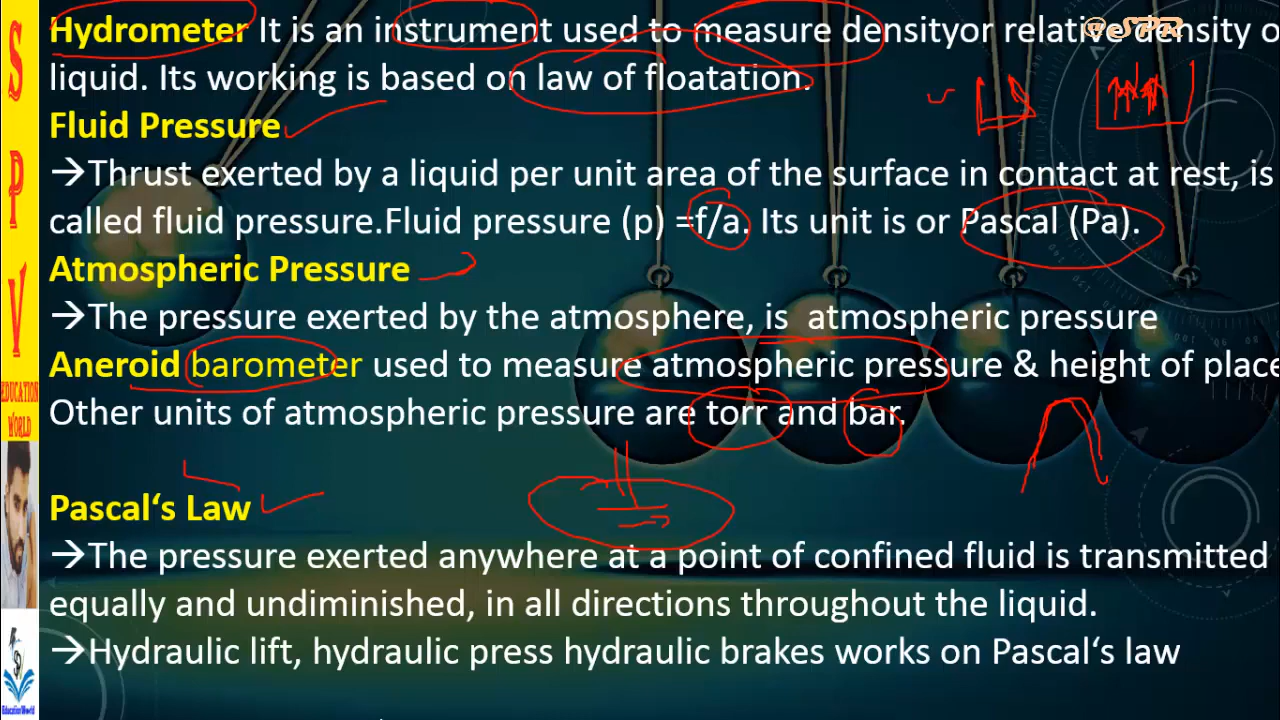 Hydrometer It is an instrument used to measure densityor relative density o
liquid. Its working is based on law of floatation.
Fluid Pressure
→Thrust exerted by a liquid per unit area of the surface in contact at rest, is
called fluid pressure.Fluid pressure (p) =f/a. Its unit is or Pascal (Pa).
Atmospheric Pressure
→The pressure exerted by the atmosphere, is atmospheric pressure
Aneroid barometer used to measure atmospheric pressure & height of place
Other units of atmospheric pressure are torr and bar.
Pascal‘s Law
→The pressure exerted anywhere at a point of confined fluid is transmitted
equally and undiminished, in all directions throughout the liquid.
→Hydraulic lift, hydraulic press hydraulic brakes works on Pascal‘s law
S
P
V
EDUCATION
WORLD
EducationWorld